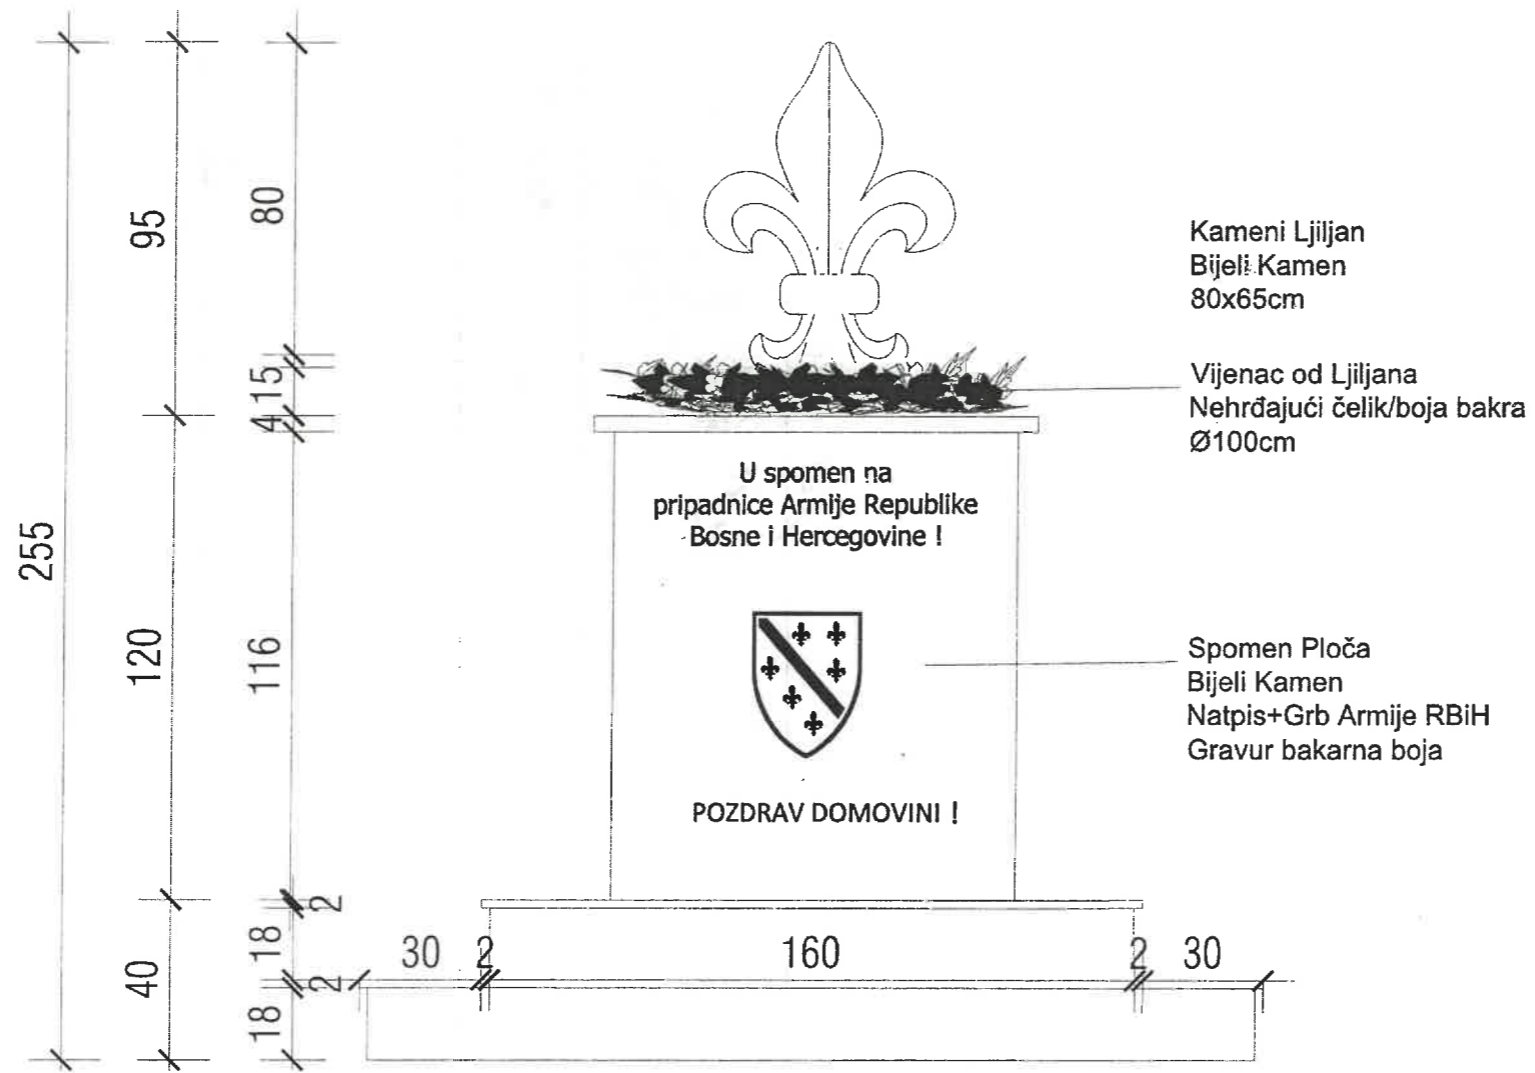 255
95
120
40
80
15
4
116
2
18
2
18
Kameni Ljiljan
Bijeli Kamen
80x65cm
Vijenac od Ljiljana
Nehrđajući čelik/boja bakra
Ø100cm
U spomen na
pripadnice Armije Republike
Bosne i Hercegovine !
POZDRAV DOMOVINI !
Spomen Ploča
Bijeli Kamen
Natpis+Grb Armije RBiH
Gravur bakarna boja
30 2 160 2 30